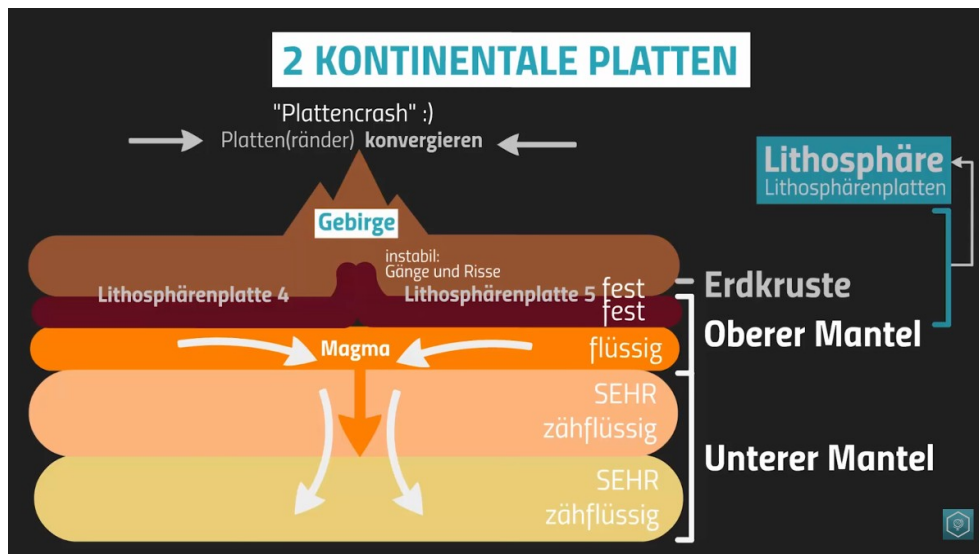 2 KONTINENTALE PLATTEN
"Plattencrash" :)
Platten(ränder) konvergieren
Lithosphäre
Lithosphärenplatten
Gebirge
instabil:
Gänge und Risse
Lithosphärenplatte 4
Lithosphärenplatte 5
fest
Erdkruste
fest
Oberer Mantel
Magma
flüssig
SEHR
zähflüssig
Unterer Mantel
SEHR
zähflüssig